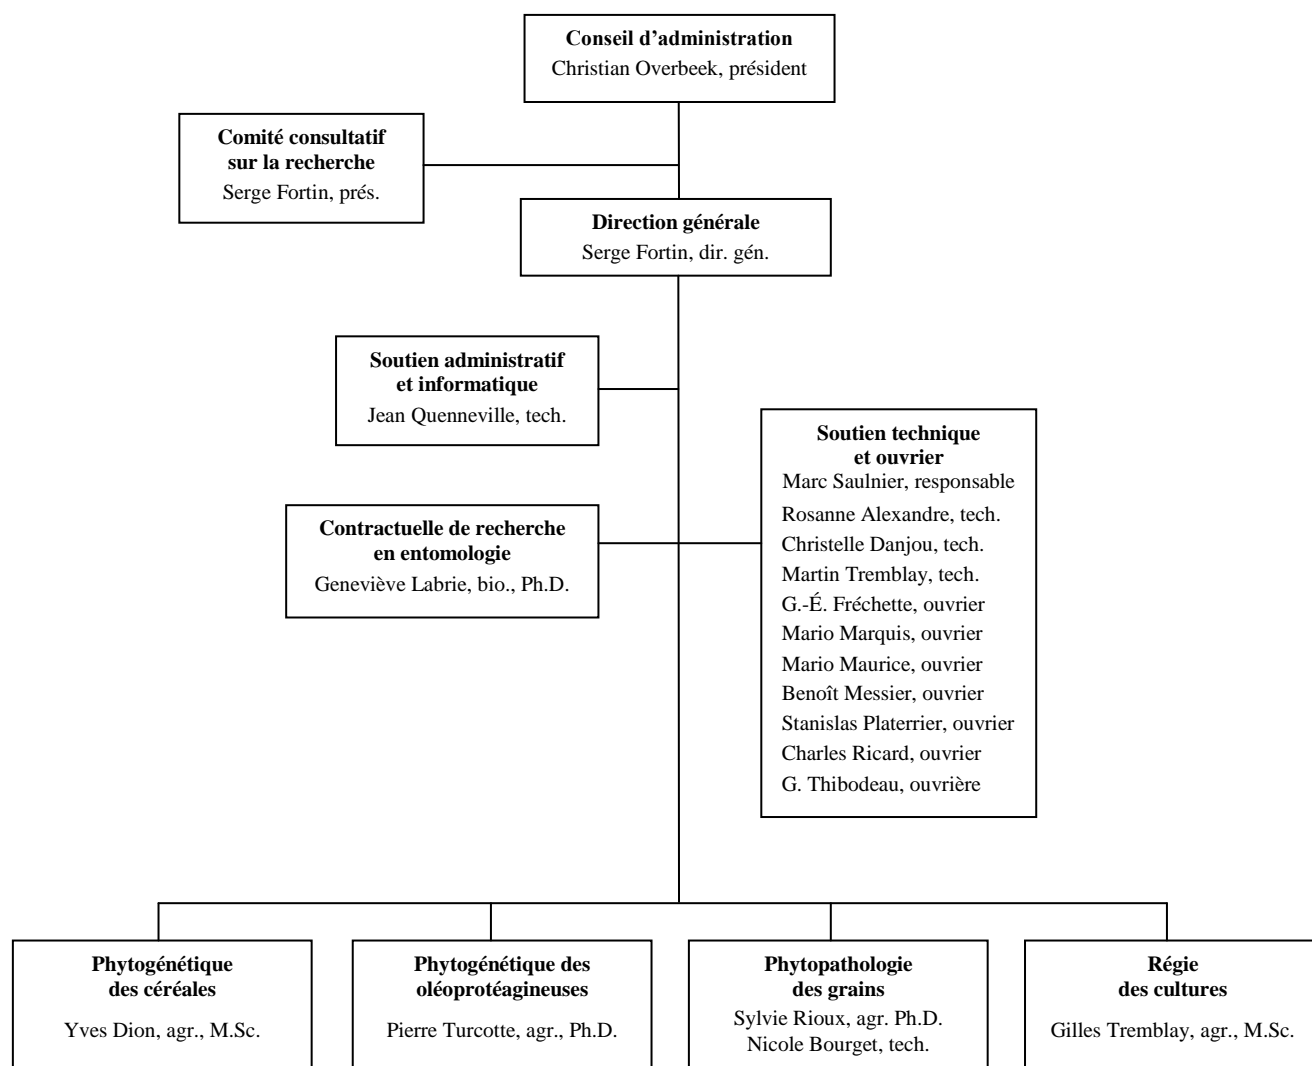 Conseil d’administration
Christian Overbeek, président
Comité consultatif
sur la recherche
Serge Fortin, prés.
Direction générale
Serge Fortin, dir. gén.
Soutien administratif
et informatique
Jean Quenneville, tech.
Soutien technique
et ouvrier
Marc Saulnier, responsable
Rosanne Alexandre, tech.
Christelle Danjou, tech.
Martin Tremblay, tech.
G.-É. Fréchette, ouvrier
Mario Marquis, ouvrier
Mario Maurice, ouvrier
Benoît Messier, ouvrier
Stanislas Platerrier, ouvrier
Charles Ricard, ouvrier
G. Thibodeau, ouvrière
Contractuelle de recherche
en entomologie
Geneviève Labrie, bio., Ph.D.
Phytogénétique
des céréales
Yves Dion, agr., M.Sc.
Phytogénétique des
oléoprotéagineuses
Pierre Turcotte, agr., Ph.D.
Phytopathologie
des grains
Sylvie Rioux, agr. Ph.D.
Nicole Bourget, tech.
Régie
des cultures
Gilles Tremblay, agr., M.Sc.